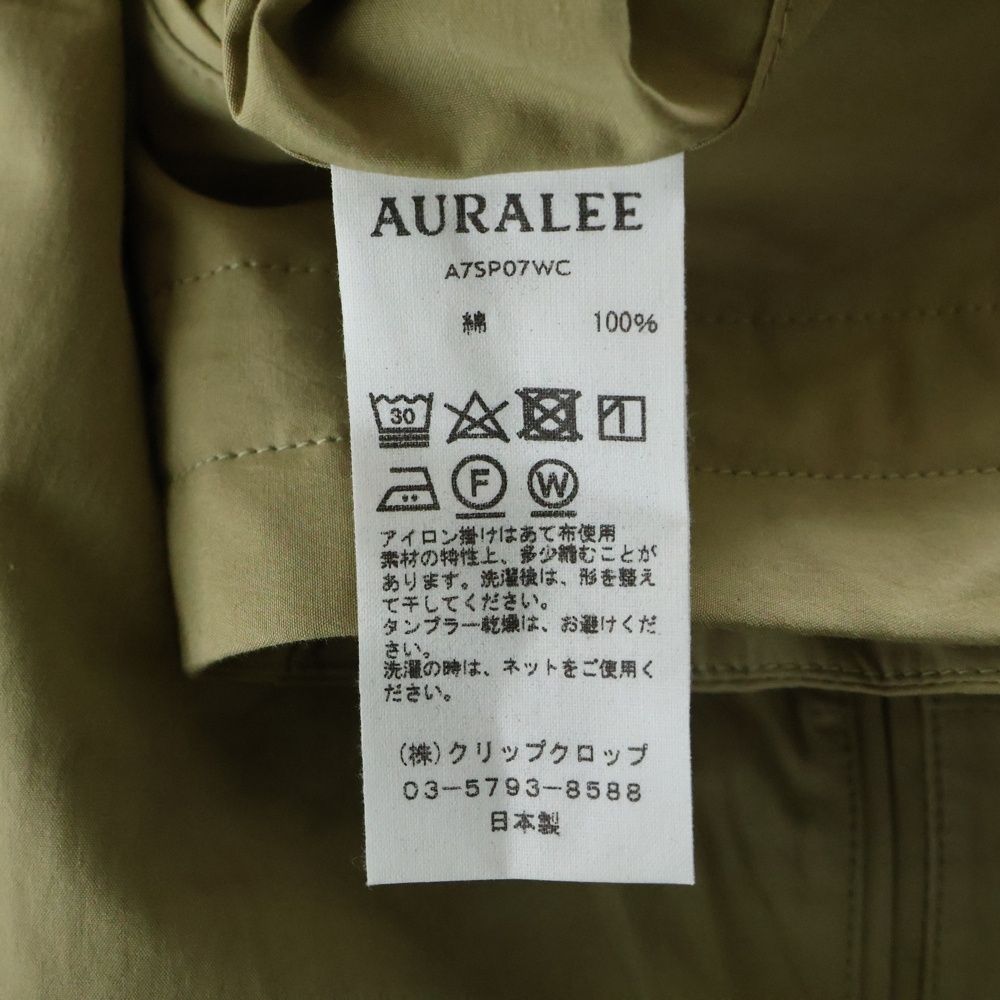 AURALEE
A7SP07WC
綿 100%
30
F W
アイロン掛けはあて布使用
素材の特性上、多少縮むことが
あります。洗濯後は、形を整え
て干してください。
タンブラー乾燥は、お避けくだ
さい。
洗濯の時は、ネットをご使用く
ださい。
(株)クリップクロップ
03-5793-8588
日本製